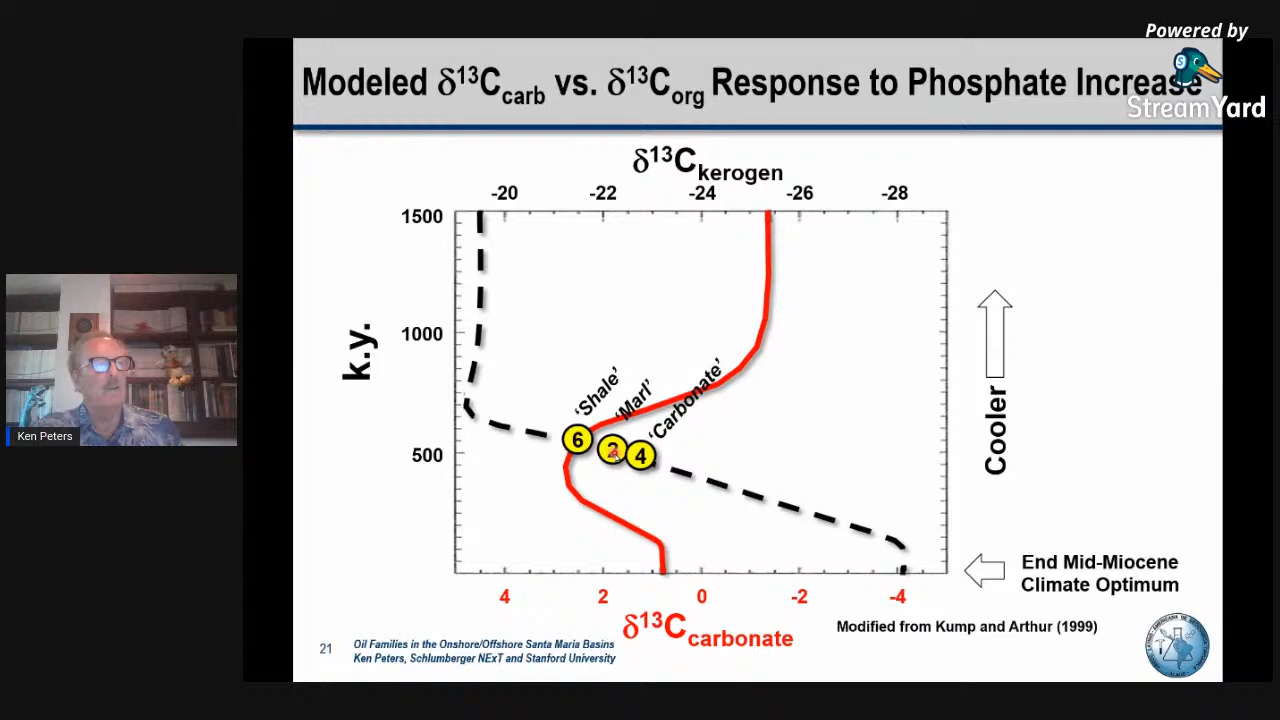 Powered by
StreamYard
Modeled δ13Ccarb vs. δ13Corg Response to Phosphate Increase
δ13Ckerogen
-20 -22 -24 -26 -28
1500
1000
500
k.y.
'Shale'
'Marl'
'Carbonate'
6
2
4
Cooler
End Mid-Miocene
Climate Optimum
4 2 0 -2 -4
δ13Ccarbonate
Modified from Kump and Arthur (1999)
21
Oil Families in the Onshore/Offshore Santa Maria Basins
Ken Peters, Schlumberger NExT and Stanford University
Ken Peters